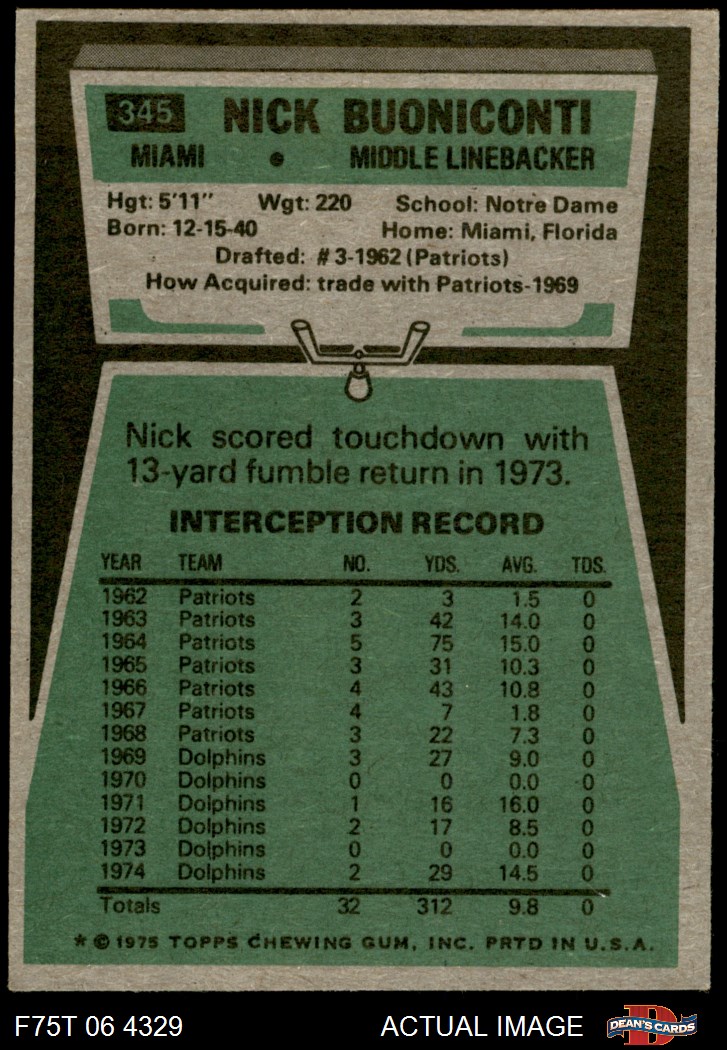 345 NICK BUONICONTI
MIAMI • MIDDLE LINEBACKER
Hgt: 5'11" Wgt: 220 School: Notre Dame
Born: 12-15-40 Home: Miami, Florida
Drafted: #3-1962 (Patriots)
How Acquired: trade with Patriots-1969
Nick scored touchdown with
13-yard fumble return in 1973.
INTERCEPTION RECORD
YEAR TEAM NO. YDS. AVG. TDS.
1962 Patriots 2 3 1.5 0
1963 Patriots 3 42 14.0 0
1964 Patriots 5 75 15.0 0
1965 Patriots 3 31 10.3 0
1966 Patriots 4 43 10.8 0
1967 Patriots 4 7 1.8 0
1968 Patriots 3 22 7.3 0
1969 Dolphins 3 27 9.0 0
1970 Dolphins 0 0 0.0 0
1971 Dolphins 1 16 16.0 0
1972 Dolphins 2 17 8.5 0
1973 Dolphins 0 0 0.0 0
1974 Dolphins 2 29 14.5 0
Totals 32 312 9.8 0
* © 1975 TOPPS CHEWING GUM, INC. PRTD IN U.S.A.
F75T 06 4329 ACTUAL IMAGE D DEAN'S CARDS